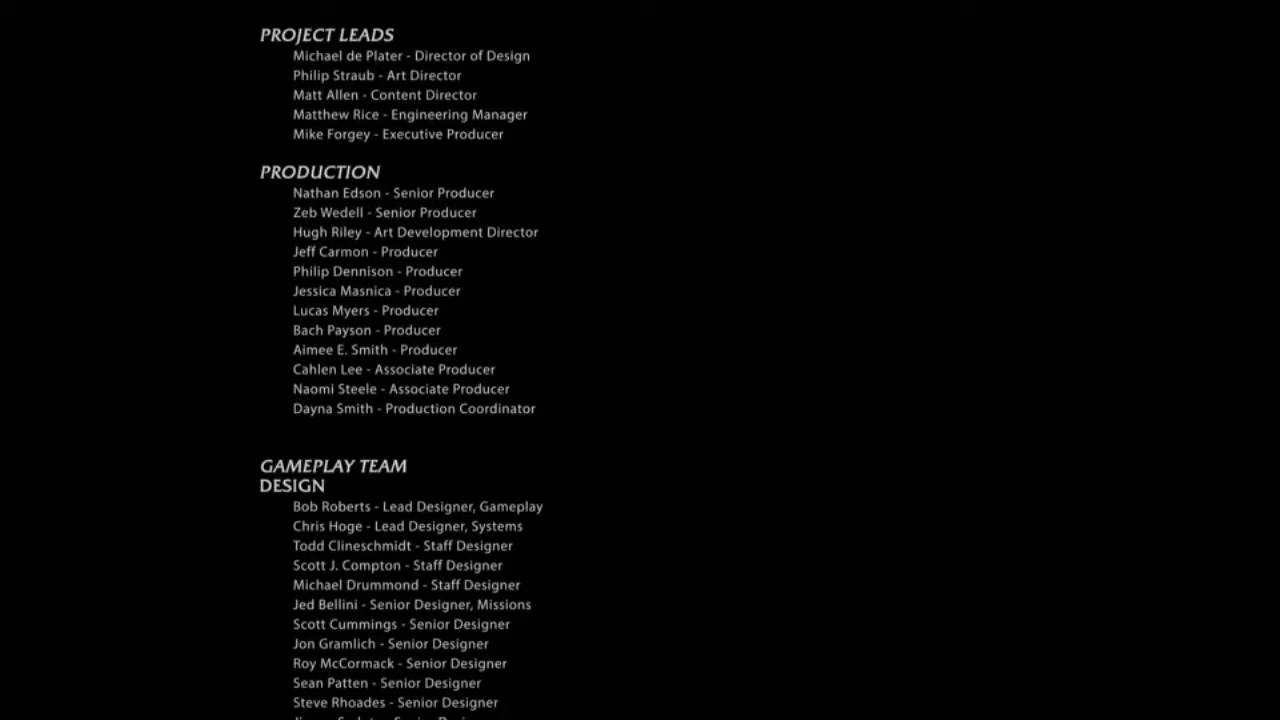 PROJECT LEADS
Michael de Plater - Director of Design
Philip Straub - Art Director
Matt Allen - Content Director
Matthew Rice - Engineering Manager
Mike Forgey - Executive Producer
PRODUCTION
Nathan Edson - Senior Producer
Zeb Wedell - Senior Producer
Hugh Riley - Art Development Director
Jeff Carmon - Producer
Philip Dennison - Producer
Jessica Masnica - Producer
Lucas Myers - Producer
Bach Payson - Producer
Aimee E. Smith - Producer
Cahlen Lee - Associate Producer
Naomi Steele - Associate Producer
Dayna Smith - Production Coordinator
GAMEPLAY TEAM
DESIGN
Bob Roberts - Lead Designer, Gameplay
Chris Hoge - Lead Designer, Systems
Todd Clineschmidt - Staff Designer
Scott J. Compton - Staff Designer
Michael Drummond - Staff Designer
Jed Bellini - Senior Designer, Missions
Scott Cummings - Senior Designer
Jon Gramlich - Senior Designer
Roy McCormack - Senior Designer
Sean Patten - Senior Designer
Steve Rhoades - Senior Designer